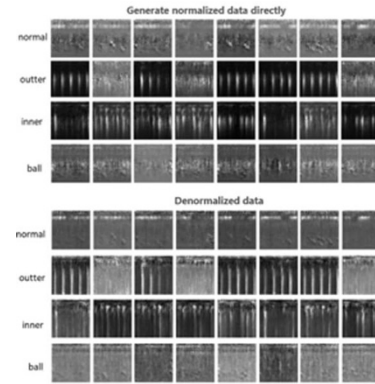 Generate normalized data directly
normal
outter
inner
ball
Denormalized data
normal
outter
inner
ball